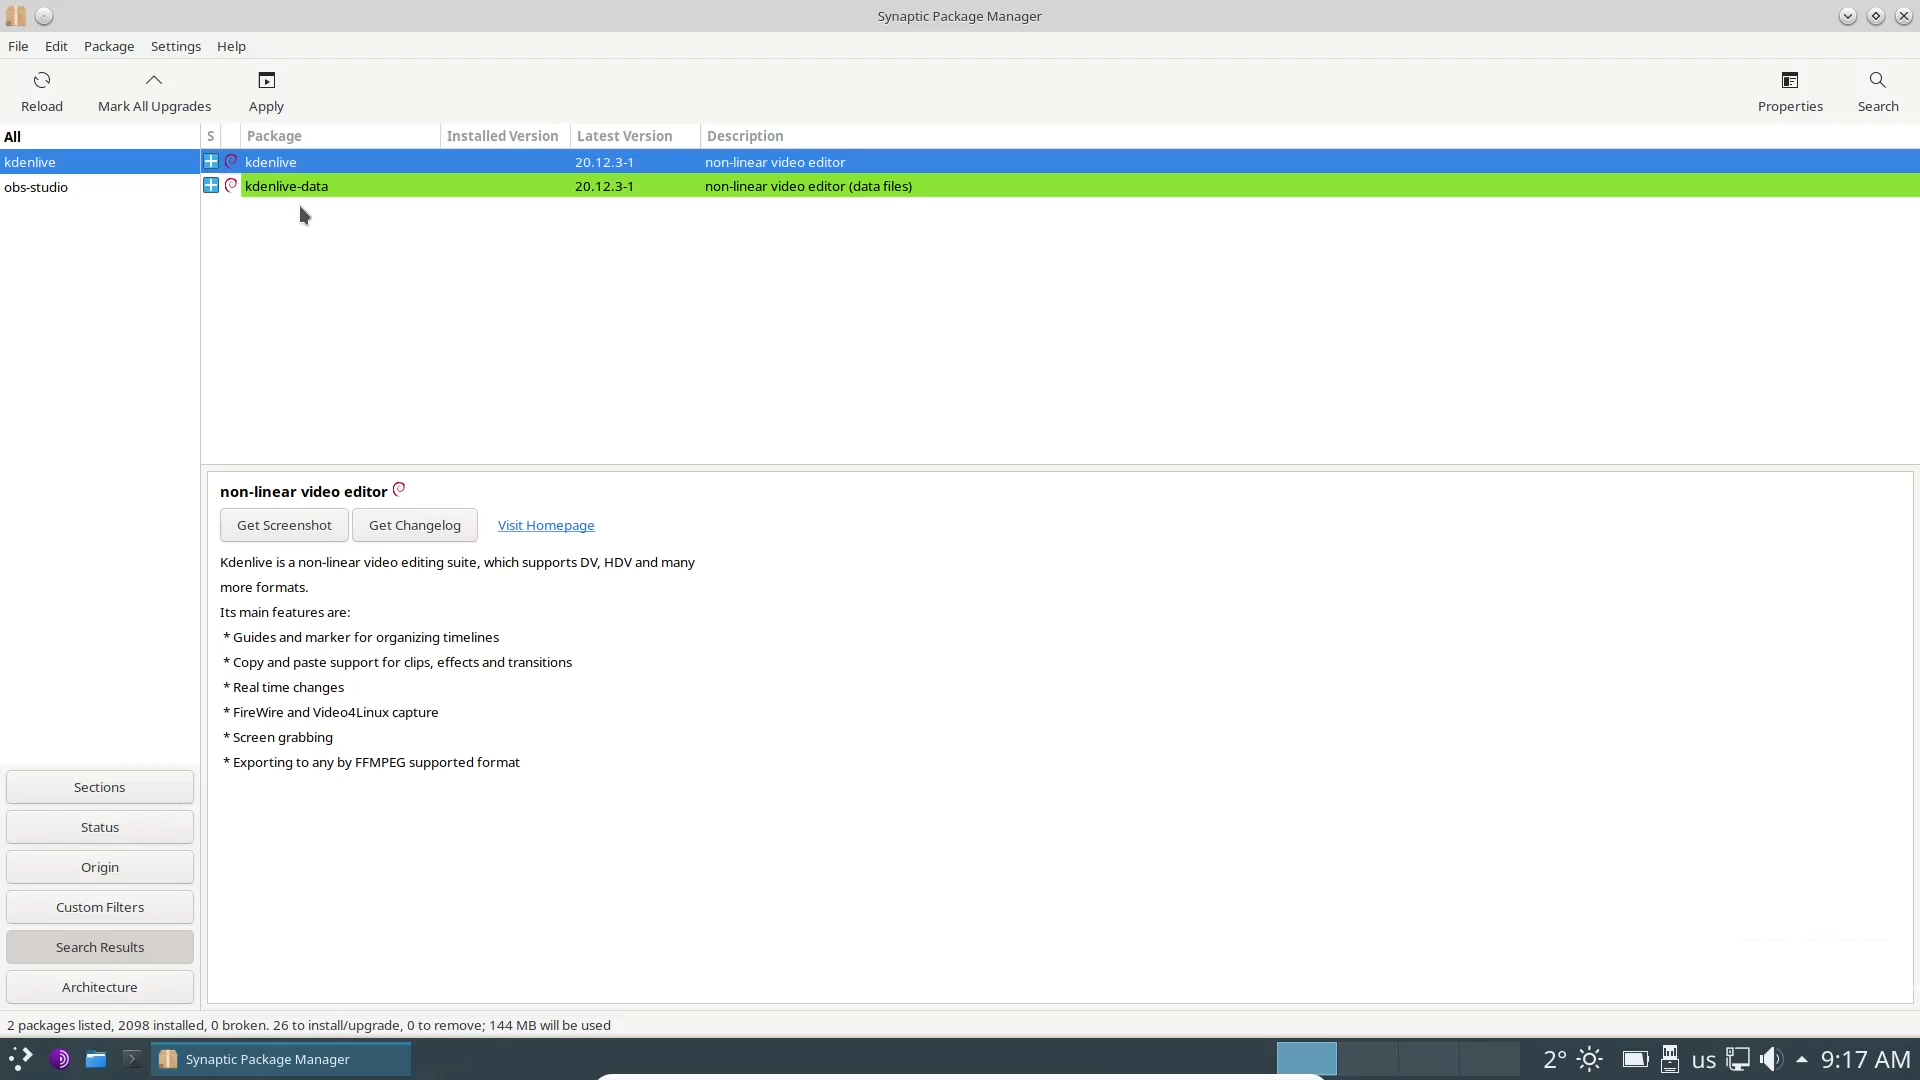 Synaptic Package Manager
File Edit Package Settings Help
Reload Mark All Upgrades Apply Properties Search
All
kdenlive
obs-studio
S Package Installed Version Latest Version Description
kdenlive 20.12.3-1 non-linear video editor
kdenlive-data 20.12.3-1 non-linear video editor (data files)
non-linear video editor
Get Screenshot Get Changelog Visit Homepage
Kdenlive is a non-linear video editing suite, which supports DV, HDV and many
more formats.
Its main features are:
* Guides and marker for organizing timelines
* Copy and paste support for clips, effects and transitions
* Real time changes
* FireWire and Video4Linux capture
* Screen grabbing
* Exporting to any by FFMPEG supported format
Sections
Status
Origin
Custom Filters
Search Results
Architecture
2 packages listed, 2098 installed, 0 broken. 26 to install/upgrade, 0 to remove; 144 MB will be used
Synaptic Package Manager 2° us 9:17 AM